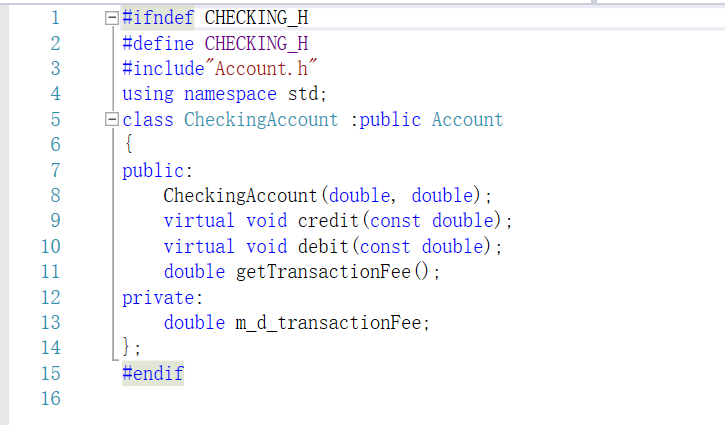 1 #ifndef CHECKING_H
2 #define CHECKING_H
3 #include"Account.h"
4 using namespace std;
5 class CheckingAccount :public Account
6 {
7 public:
8     CheckingAccount(double, double);
9     virtual void credit(const double);
10     virtual void debit(const double);
11     double getTransactionFee();
12 private:
13     double m_d_transactionFee;
14 };
15 #endif
16